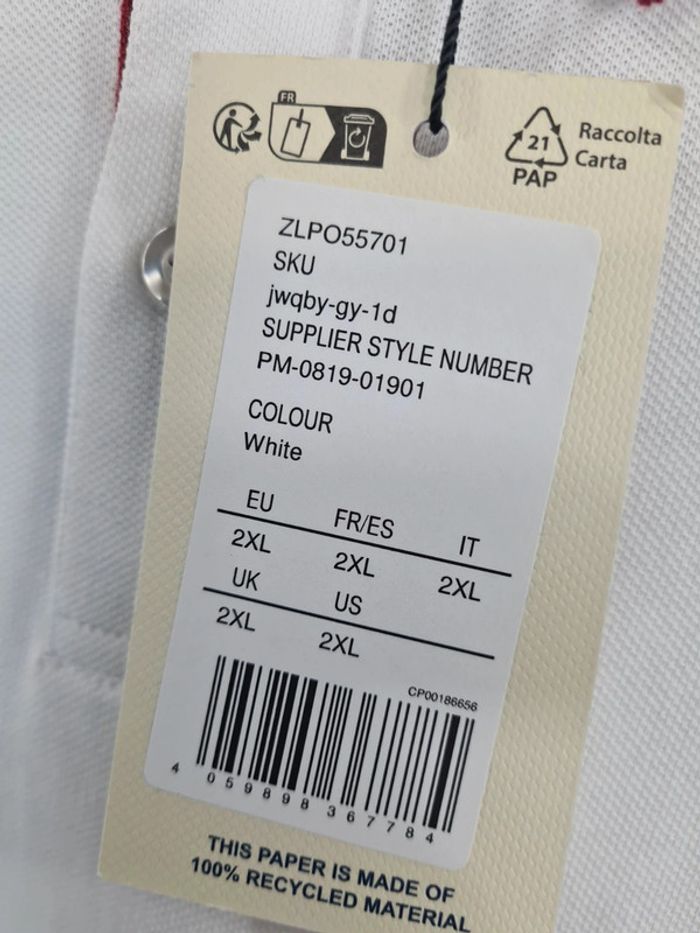 FR
21
PAP
Raccolta
Carta
ZLPO55701
SKU
jwqby-gy-1d
SUPPLIER STYLE NUMBER
PM-0819-01901
COLOUR
White
EU FR/ES IT
2XL 2XL 2XL
UK US
2XL 2XL
CP00186656
4 059898 367784
THIS PAPER IS MADE OF
100% RECYCLED MATERIAL